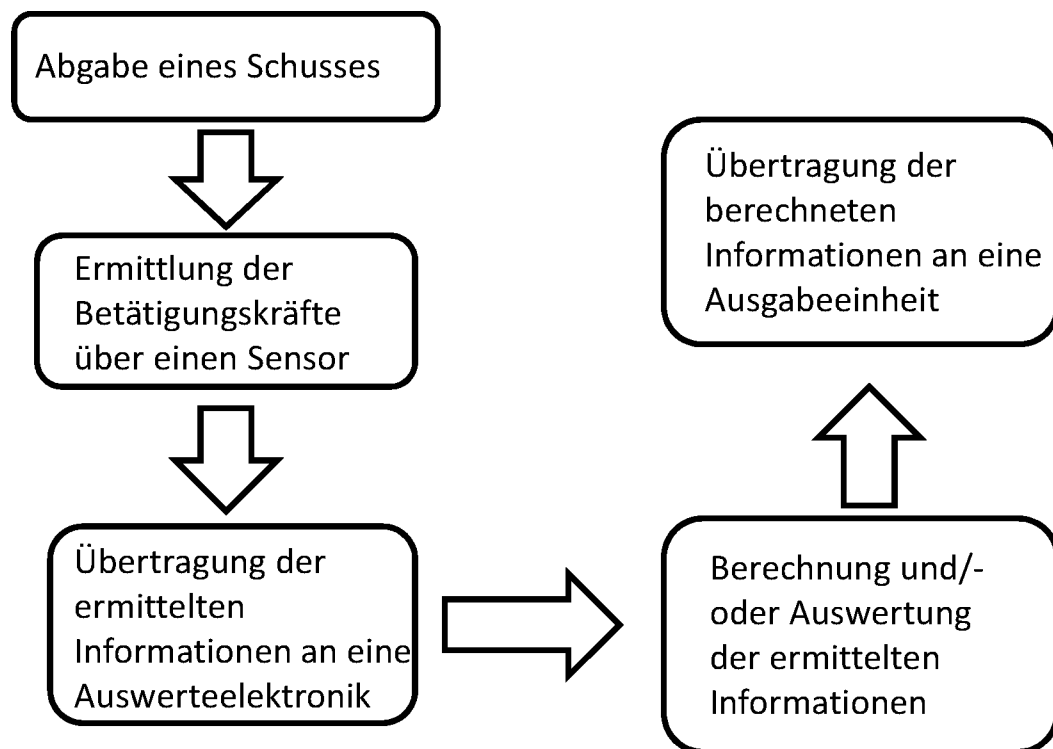 Abgabe eines Schusses
Ermittlung der
Betätigungskräfte
über einen Sensor
Übertragung der
ermittelten
Informationen an eine
Auswerteelektronik
Berechnung und/-
oder Auswertung
der ermittelten
Informationen
Übertragung der
berechneten
Informationen an eine
Ausgabeeinheit